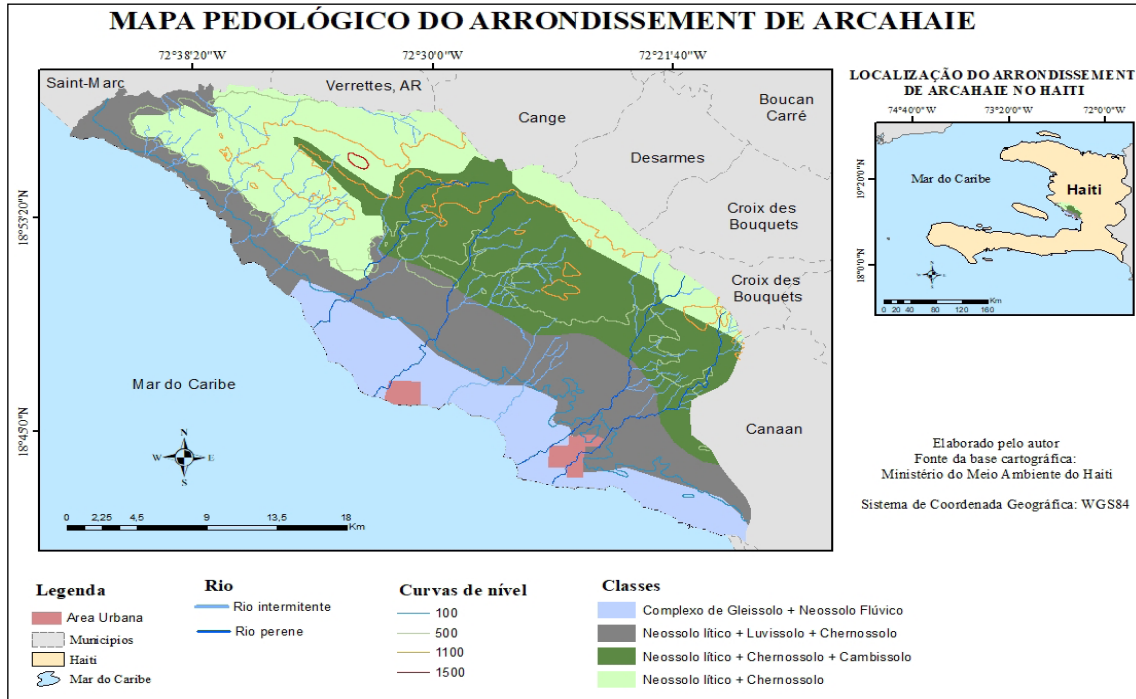 MAPA PEDOLÓGICO DO ARRONDISSEMENT DE ARCAHAIE
72°38'20"W
72°30'0"W
72°21'40"W
18°53'20"N
18°45'0"N
Saint-Marc
Verrettes, AR
Cange
Boucan
Carré
Desarmes
Croix des
Bouquets
Croix des
Bouquets
Canaan
Mar do Caribe
N
W
E
S
0
2,25
4,5
9
13,5
18
Km
LOCALIZAÇÃO DO ARRONDISSEMENT
DE ARCAHAIE NO HAITI
74°40'0"W
73°20'0"W
72°0'0"W
19°20'0"N
18°0'0"N
Mar do Caribe
Haiti
N
W
E
S
0 20 40
80
120
160
Km
Elaborado pelo autor
Fonte da base cartográfica:
Ministério do Meio Ambiente do Haiti
Sistema de Coordenada Geográfica: WGS84
Legenda
Area Urbana
Municipios
Haiti
Mar do Caribe
Rio
Rio intermitente
Rio perene
Curvas de nível
100
500
1100
1500
Classes
Complexo de Gleissolo + Neossolo Flúvico
Neossolo lítico + Luvissolo + Chernossolo
Neossolo lítico + Chernossolo + Cambissolo
Neossolo lítico + Chernossolo